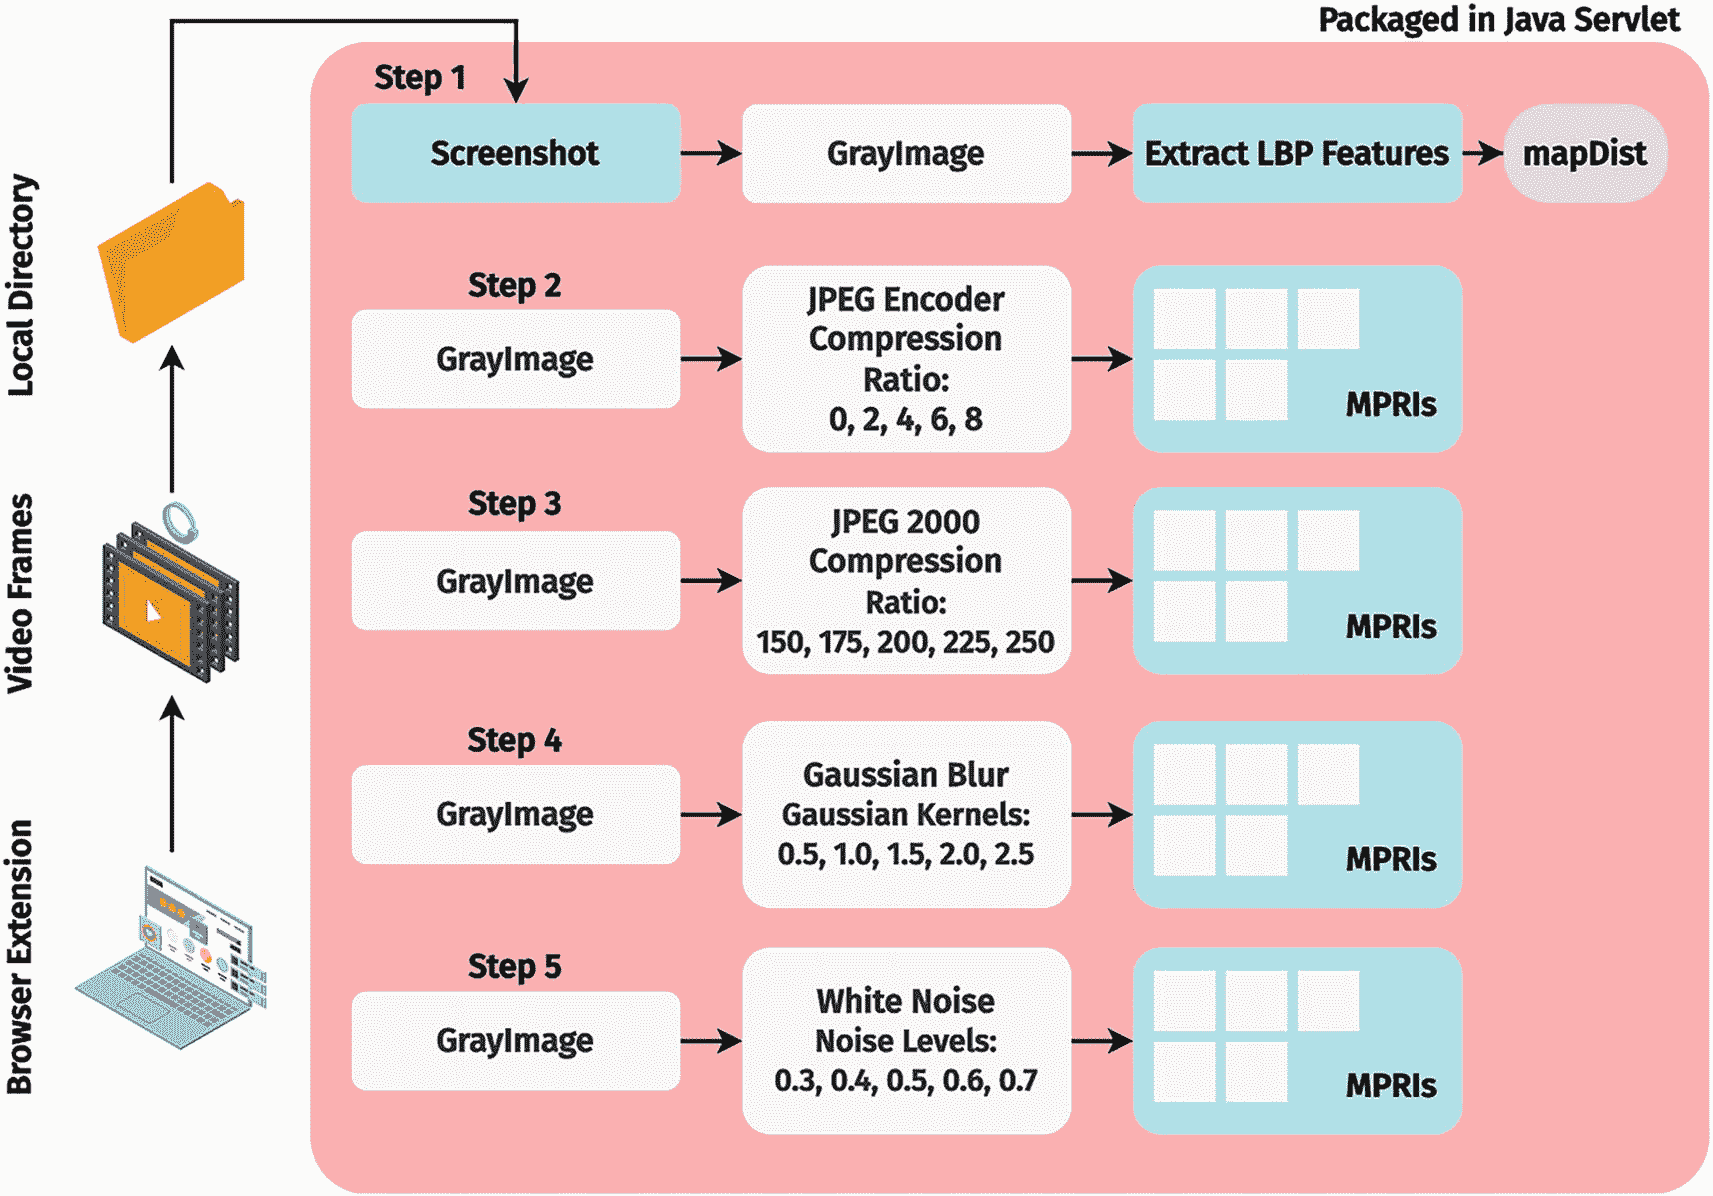 Packaged in Java Servlet
Step 1
Screenshot
GrayImage
Extract LBP Features
mapDist
Step 2
GrayImage
JPEG Encoder
Compression
Ratio:
0, 2, 4, 6, 8
MPRIs
Step 3
GrayImage
JPEG 2000
Compression
Ratio:
150, 175, 200, 225, 250
MPRIs
Step 4
GrayImage
Gaussian Blur
Gaussian Kernels:
0.5, 1.0, 1.5, 2.0, 2.5
MPRIs
Step 5
GrayImage
White Noise
Noise Levels:
0.3, 0.4, 0.5, 0.6, 0.7
MPRIs
Local Directory
Video Frames
Browser Extension